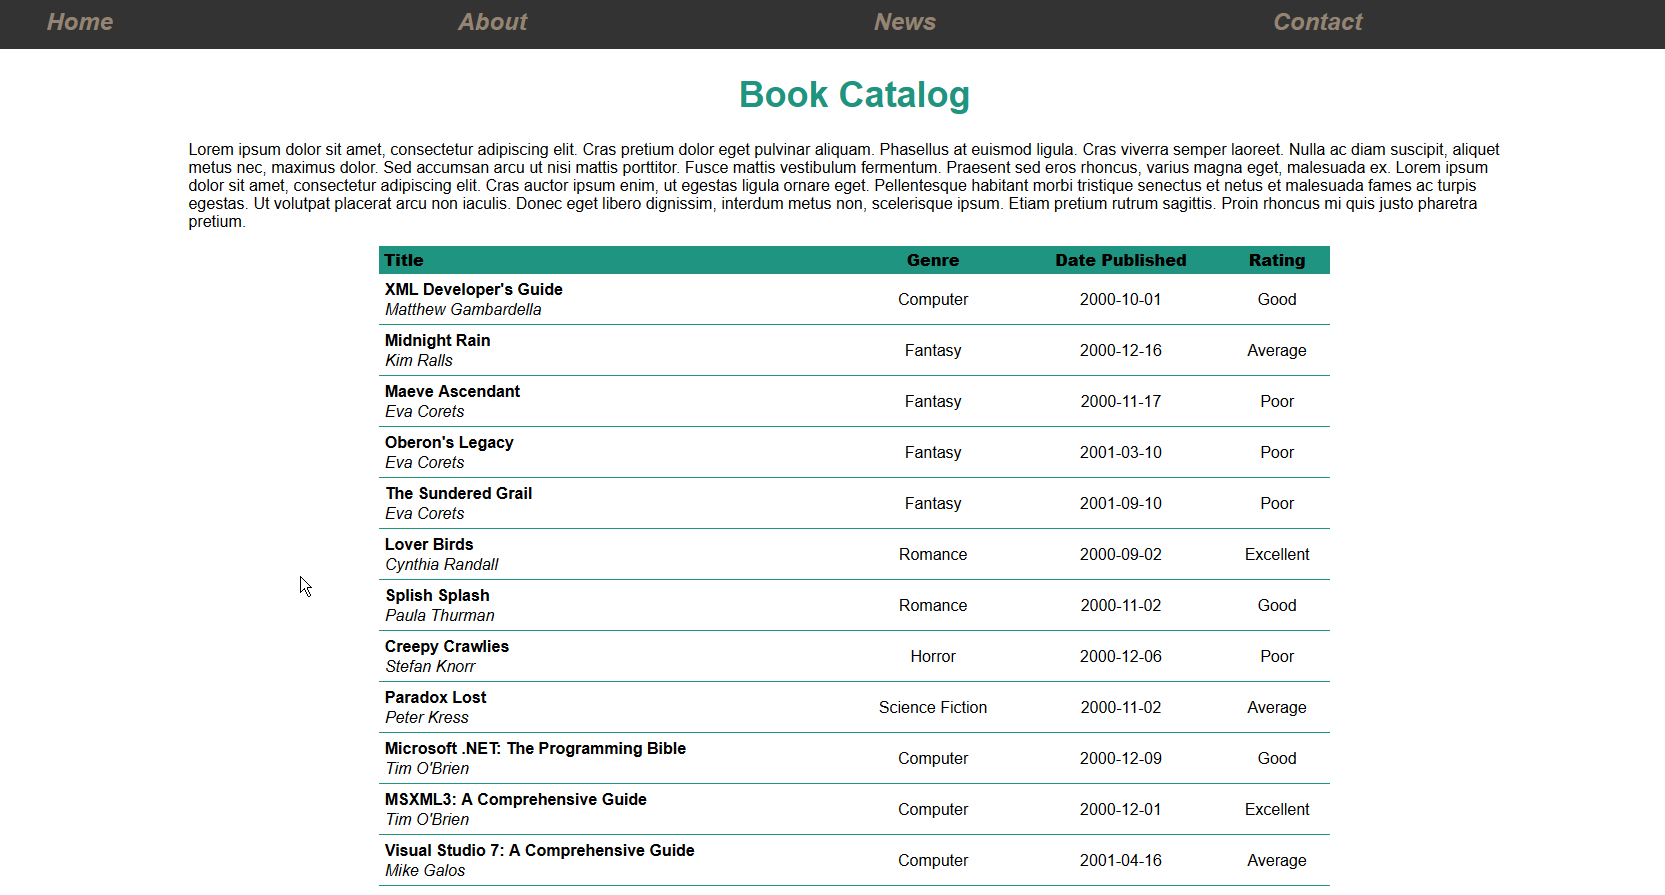 Home About News Contact
Book Catalog
Lorem ipsum dolor sit amet, consectetur adipiscing elit. Cras pretium dolor eget pulvinar aliquam. Phasellus at euismod ligula. Cras viverra semper laoreet. Nulla ac diam suscipit, aliquet
metus nec, maximus dolor. Sed accumsan arcu ut nisi mattis porttitor. Fusce mattis vestibulum fermentum. Praesent sed eros rhoncus, varius magna eget, malesuada ex. Lorem ipsum
dolor sit amet, consectetur adipiscing elit. Cras auctor ipsum enim, ut egestas ligula ornare eget. Pellentesque habitant morbi tristique senectus et netus et malesuada fames ac turpis
egestas. Ut volutpat placerat arcu non iaculis. Donec eget libero dignissim, interdum metus non, scelerisque ipsum. Etiam pretium rutrum sagittis. Proin rhoncus mi quis justo pharetra
pretium.
Title Genre Date Published Rating
XML Developer's Guide
Matthew Gambardella
Computer 2000-10-01 Good
Midnight Rain
Kim Ralls
Fantasy 2000-12-16 Average
Maeve Ascendant
Eva Corets
Fantasy 2000-11-17 Poor
Oberon's Legacy
Eva Corets
Fantasy 2001-03-10 Poor
The Sundered Grail
Eva Corets
Fantasy 2001-09-10 Poor
Lover Birds
Cynthia Randall
Romance 2000-09-02 Excellent
Splish Splash
Paula Thurman
Romance 2000-11-02 Good
Creepy Crawlies
Stefan Knorr
Horror 2000-12-06 Poor
Paradox Lost
Peter Kress
Science Fiction 2000-11-02 Average
Microsoft .NET: The Programming Bible
Tim O'Brien
Computer 2000-12-09 Good
MSXML3: A Comprehensive Guide
Tim O'Brien
Computer 2000-12-01 Excellent
Visual Studio 7: A Comprehensive Guide
Mike Galos
Computer 2001-04-16 Average